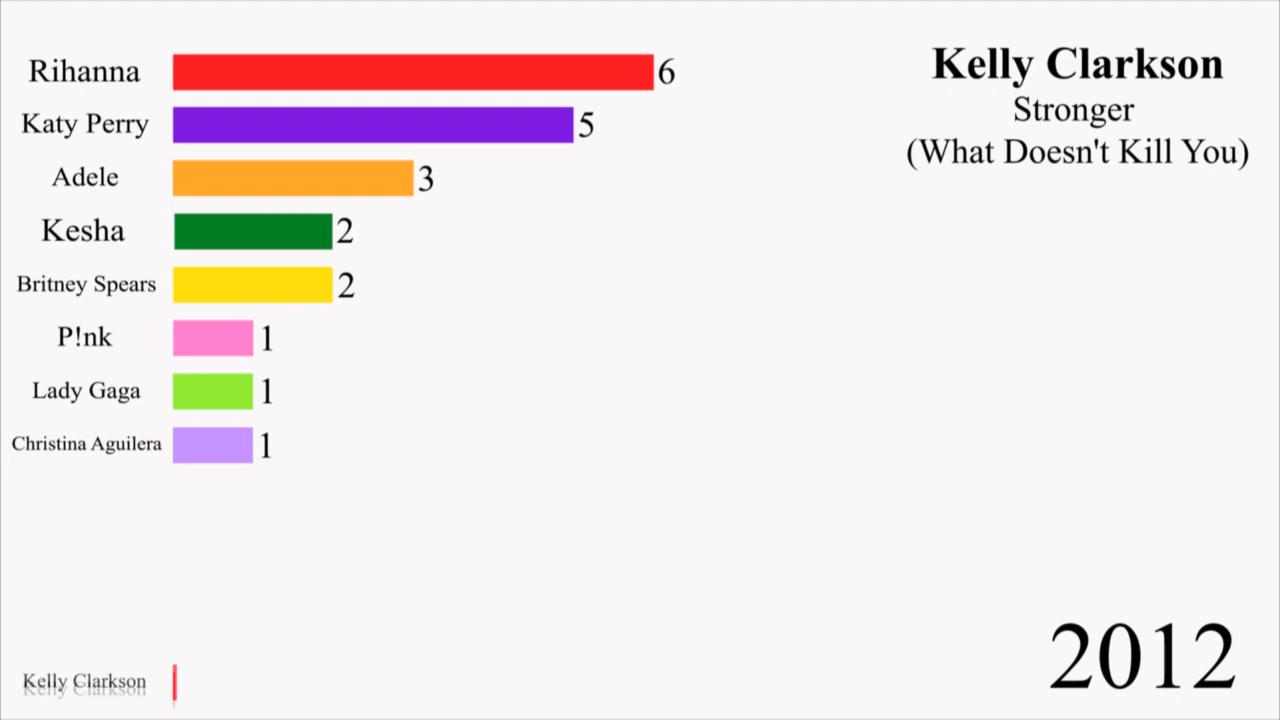 Rihanna 6
Katy Perry 5
Adele 3
Kesha 2
Britney Spears 2
P!nk 1
Lady Gaga 1
Christina Aguilera 1
Kelly Clarkson
Kelly Clarkson
Stronger
(What Doesn't Kill You)
2012